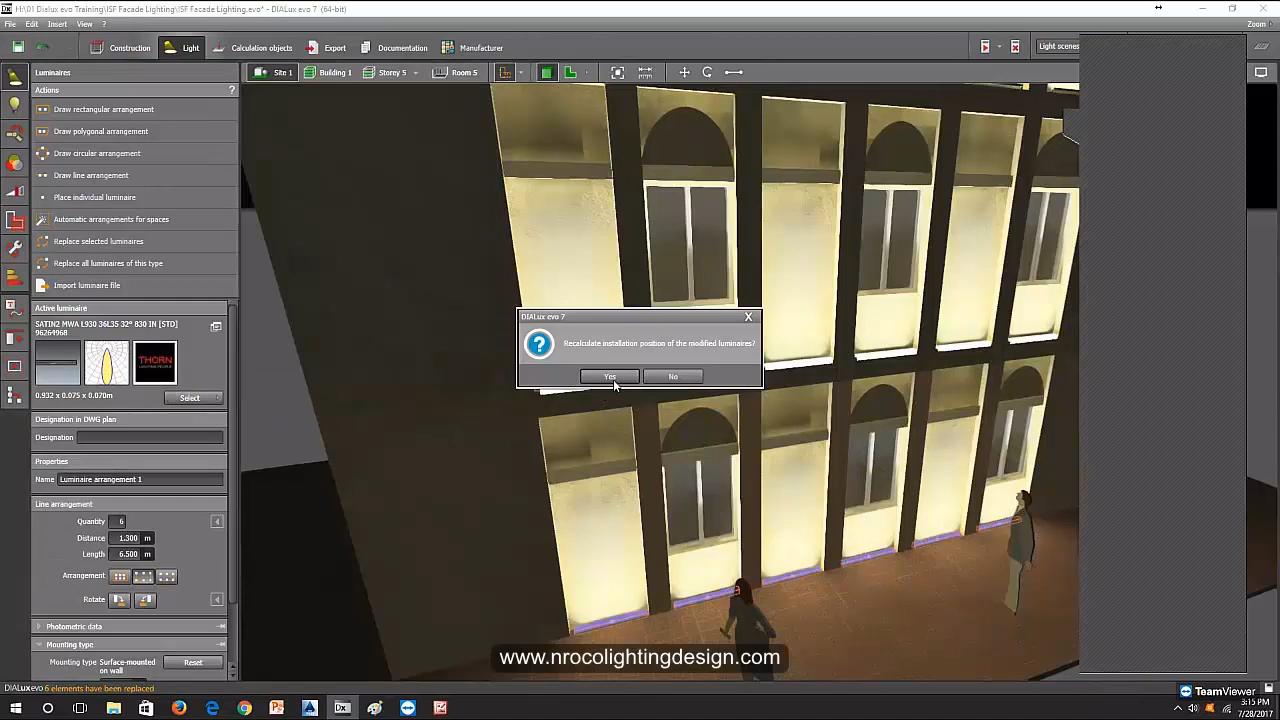 H:\01 Dialux evo Training\ISF Facade Lighting\ISF Facade Lighting.evo* - DIALux evo 7  (64-bit)
File Edit Insert View ?
Zoom
Construction Light Calculation objects Export Documentation Manufacturer
Light scenes
Luminaires
Site 1 Building 1 Storey 5 Room 5
Actions ?
Draw rectangular arrangement
Draw polygonal arrangement
Draw circular arrangement
Draw line arrangement
Place individual luminaire
Automatic arrangements for spaces
Replace selected luminaires
Replace all luminaires of this type
Import luminaire file
Active luminaire
SATIN2 MWA L930 36L35 32° 830 IN [STD]
96264968
THORN
LIGHTING PEOPLE
0.932 x 0.075 x 0.070m
Select
Designation in DWG plan
Designation
Properties
Name Luminaire arrangement 1
Line arrangement
Quantity 6
Distance 1.300 m
Length 6.500 m
Arrangement
Rotate
Photometric data
Mounting type
Mounting type Surface-mounted on wall
Reset
DIALux evo 7
Recalculate installation position of the modified luminaires?
Yes No
www.nrocolightingdesign.com
DIALux evo 6 elements have been replaced
TeamViewer
3:15 PM
7/28/2017